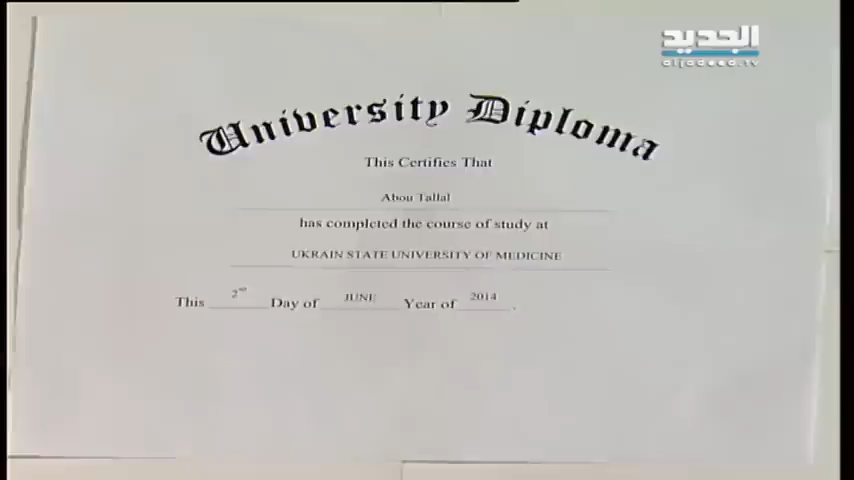 الجديد
aljadeed.tv
University Diploma
This Certifies That
Abou Tallal
has completed the course of study at
UKRAIN STATE UNIVERSITY OF MEDICINE
This 2nd Day of JUNE Year of 2014 .